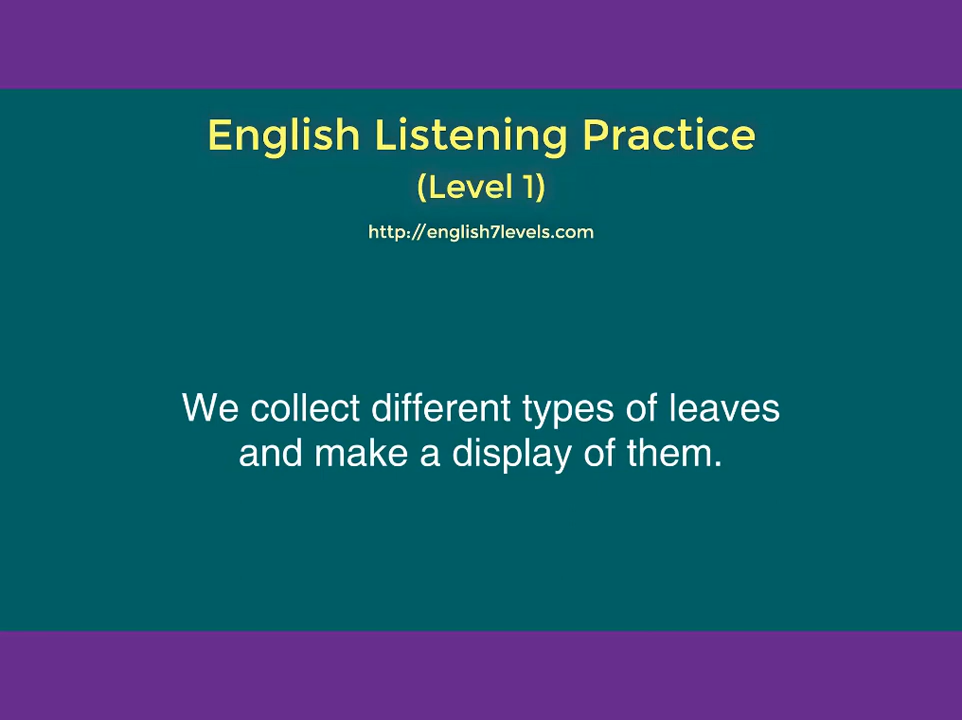 English Listening Practice
(Level 1)
http://english7levels.com
We collect different types of leaves
and make a display of them.